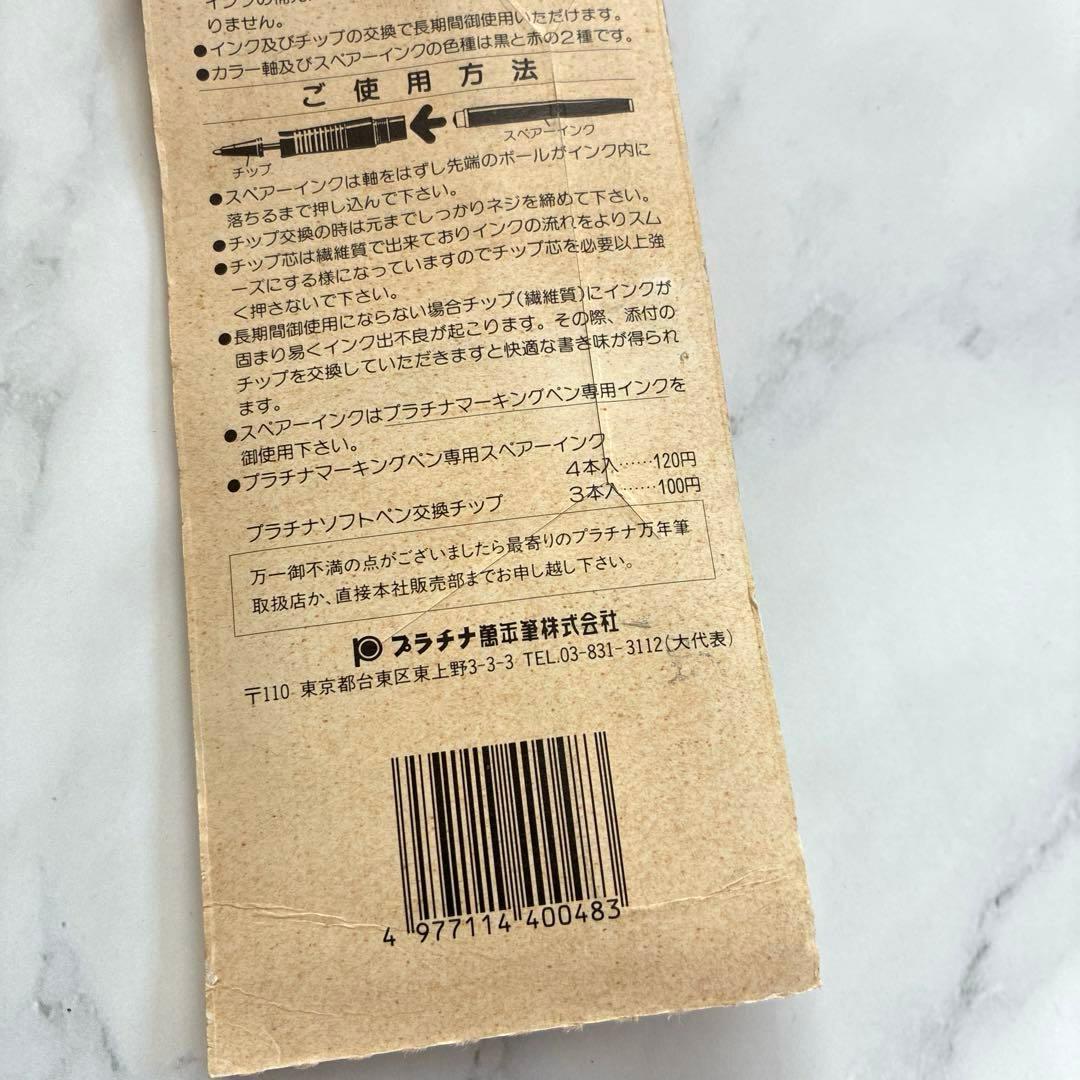 りません。
●インク及びチップの交換で長期間御使用いただけます。
●カラー軸及びスペアーインクの色種は黒と赤の2種です。
ご使用方法
スペアーインク
チップ
●スペアーインクは軸をはずし先端のボールがインク内に
落ちるまで押し込んで下さい。
●チップ交換の時は元までしっかりネジを締めて下さい。
●チップ芯は繊維質で出来ておりインクの流れをよりスム
ーズにする様になっていますのでチップ芯を必要以上強
く押さないで下さい。
●長期間御使用にならない場合チップ(繊維質)にインクが
固まり易くインク出不良が起こります。その際、添付の
チップを交換していただきますと快適な書き味が得られ
ます。
●スペアーインクはプラチナマーキングペン専用インクを
御使用下さい。
●プラチナマーキングペン専用スペアーインク
4本入……120円
プラチナソフトペン交換チップ 3本入……100円
万一御不満の点がございましたら最寄りのプラチナ万年筆
取扱店か、直接本社販売部までお申し越し下さい。
プラチナ萬年筆株式会社
〒110 東京都台東区東上野3-3-3 TEL.03-831-3112(大代表)
4 977114 400483